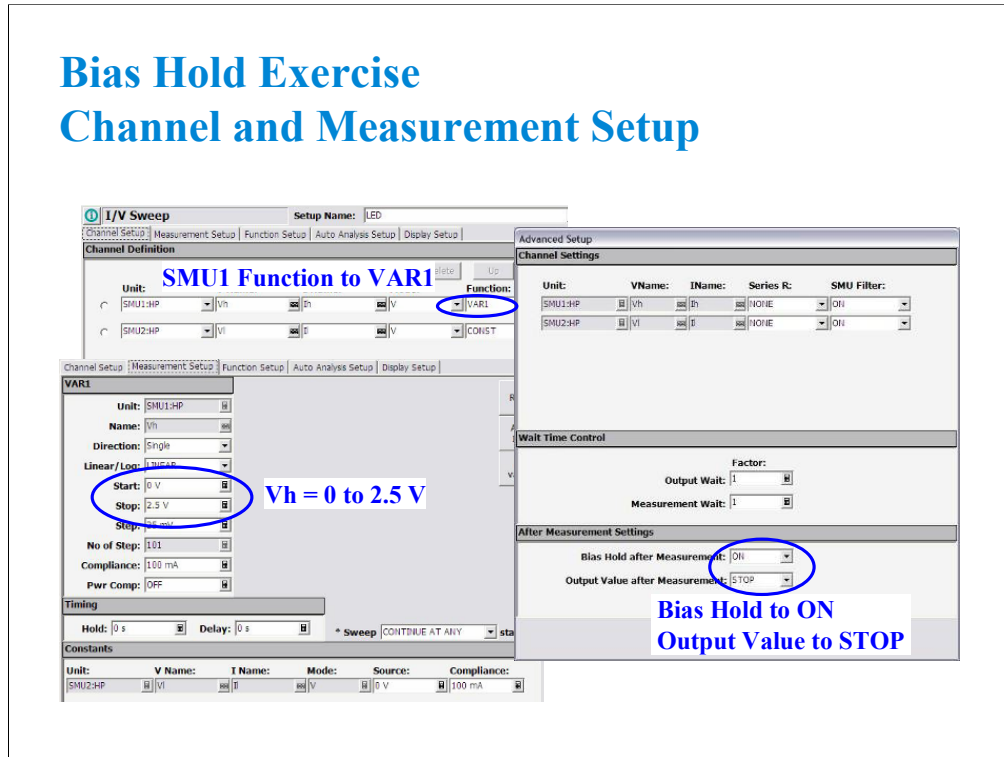 Bias Hold Exercise
Channel and Measurement Setup
I/V Sweep Setup Name: LED
Channel Setup Measurement Setup Function Setup Auto Analysis Setup Display Setup
Channel Definition
SMU1 Function to VAR1
Up
Unit: Function:
SMU1:HP Vh Ih V VAR1
SMU2:HP Vl Il V CONST
Channel Setup Measurement Setup Function Setup Auto Analysis Setup Display Setup
VAR1
Unit: SMU1:HP
Name: Vh
Direction: Single
Linear/Log: LINEAR
Start: 0 V
Stop: 2.5 V
Step: 25 mV
No of Step: 101
Compliance: 100 mA
Pwr Comp: OFF
Vh = 0 to 2.5 V
Timing
Hold: 0 s Delay: 0 s * Sweep CONTINUE AT ANY sta
Constants
Unit: V Name: I Name: Mode: Source: Compliance:
SMU2:HP Vl Il V 0 V 100 mA
Advanced Setup
Channel Settings
Unit: VName: IName: Series R: SMU Filter:
SMU1:HP Vh Ih NONE ON
SMU2:HP Vl Il NONE ON
Wait Time Control
Factor:
Output Wait: 1
Measurement Wait: 1
After Measurement Settings
Bias Hold after Measurement: ON
Output Value after Measurement: STOP
Bias Hold to ON
Output Value to STOP